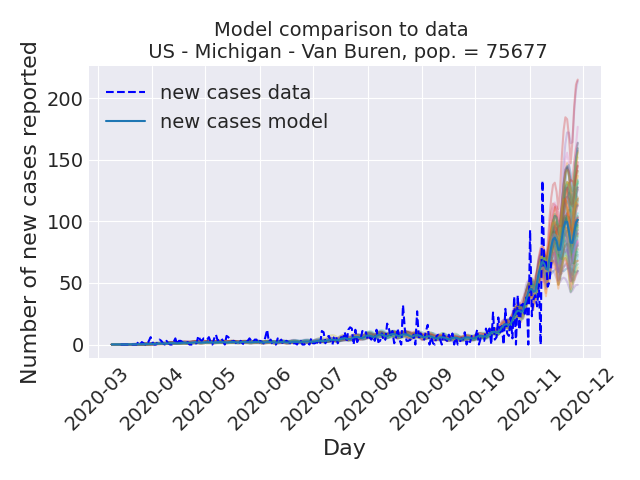 Model comparison to data
US - Michigan - Van Buren, pop. = 75677
Number of new cases reported
200
150
100
50
0
new cases data
new cases model
2020-03
2020-04
2020-05
2020-06
2020-07
2020-08
2020-09
2020-10
2020-11
2020-12
Day